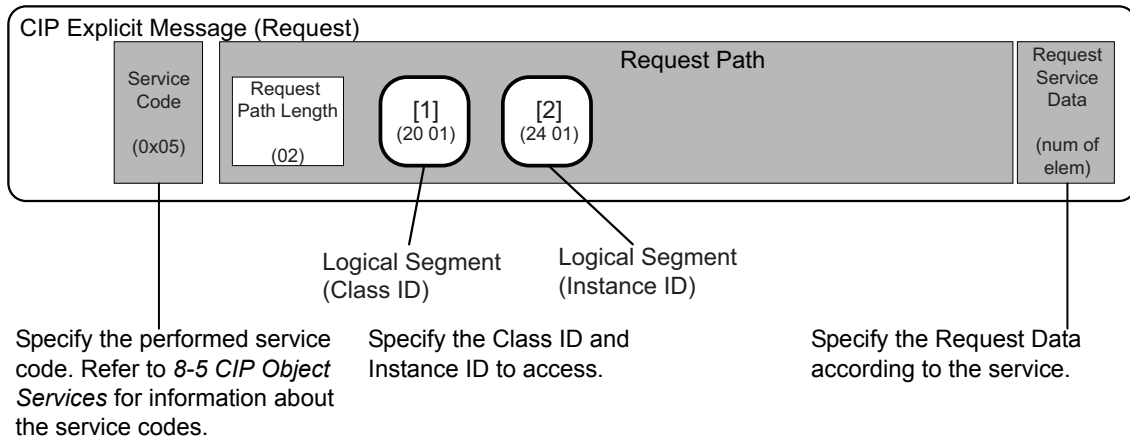 CIP Explicit Message (Request)
Service
Code
(0x05)
Request Path
Request
Path Length
(02)
[1]
(20 01)
[2]
(24 01)
Request
Service
Data
(num of
elem)
Logical Segment
(Class ID)
Logical Segment
(Instance ID)
Specify the performed service
code. Refer to 8-5 CIP Object
Services for information about
the service codes.
Specify the Class ID and
Instance ID to access.
Specify the Request Data
according to the service.